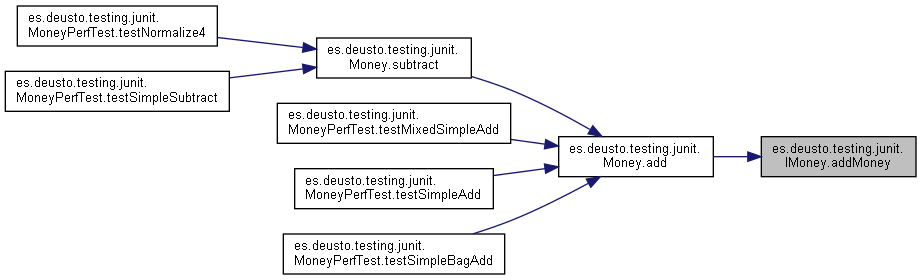 es.deusto.testing.junit.
MoneyPerfTest.testNormalize4
es.deusto.testing.junit.
MoneyPerfTest.testSimpleSubtract
es.deusto.testing.junit.
Money.subtract
es.deusto.testing.junit.
MoneyPerfTest.testMixedSimpleAdd
es.deusto.testing.junit.
MoneyPerfTest.testSimpleAdd
es.deusto.testing.junit.
MoneyPerfTest.testSimpleBagAdd
es.deusto.testing.junit.
Money.add
es.deusto.testing.junit.
IMoney.addMoney